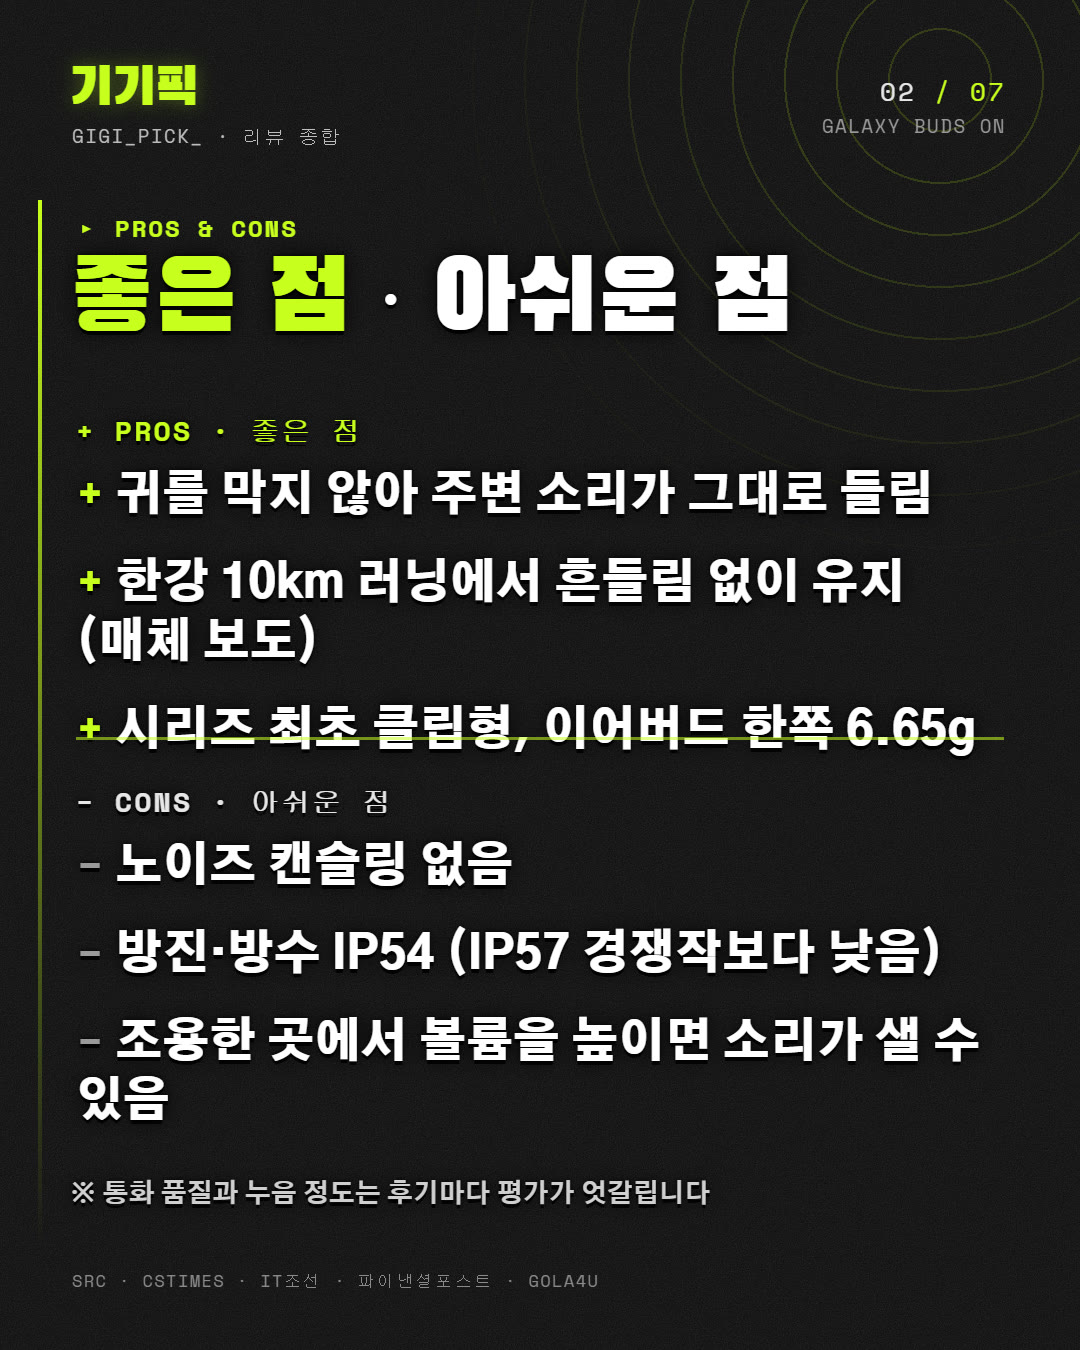 기기픽
GIGI_PICK_ · 리뷰 종합
02 / 07
GALAXY BUDS ON
▸ PROS & CONS
좋은 점 · 아쉬운 점
+ PROS · 좋은 점
+ 귀를 막지 않아 주변 소리가 그대로 들림
+ 한강 10km 러닝에서 흔들림 없이 유지
(매체 보도)
+ 시리즈 최초 클립형, 이어버드 한쪽 6.65g
− CONS · 아쉬운 점
− 노이즈 캔슬링 없음
− 방진·방수 IP54 (IP57 경쟁작보다 낮음)
− 조용한 곳에서 볼륨을 높이면 소리가 샐 수
있음
※ 통화 품질과 누음 정도는 후기마다 평가가 엇갈립니다
SRC · CSTIMES · IT조선 · 파이낸셜포스트 · GOLA4U